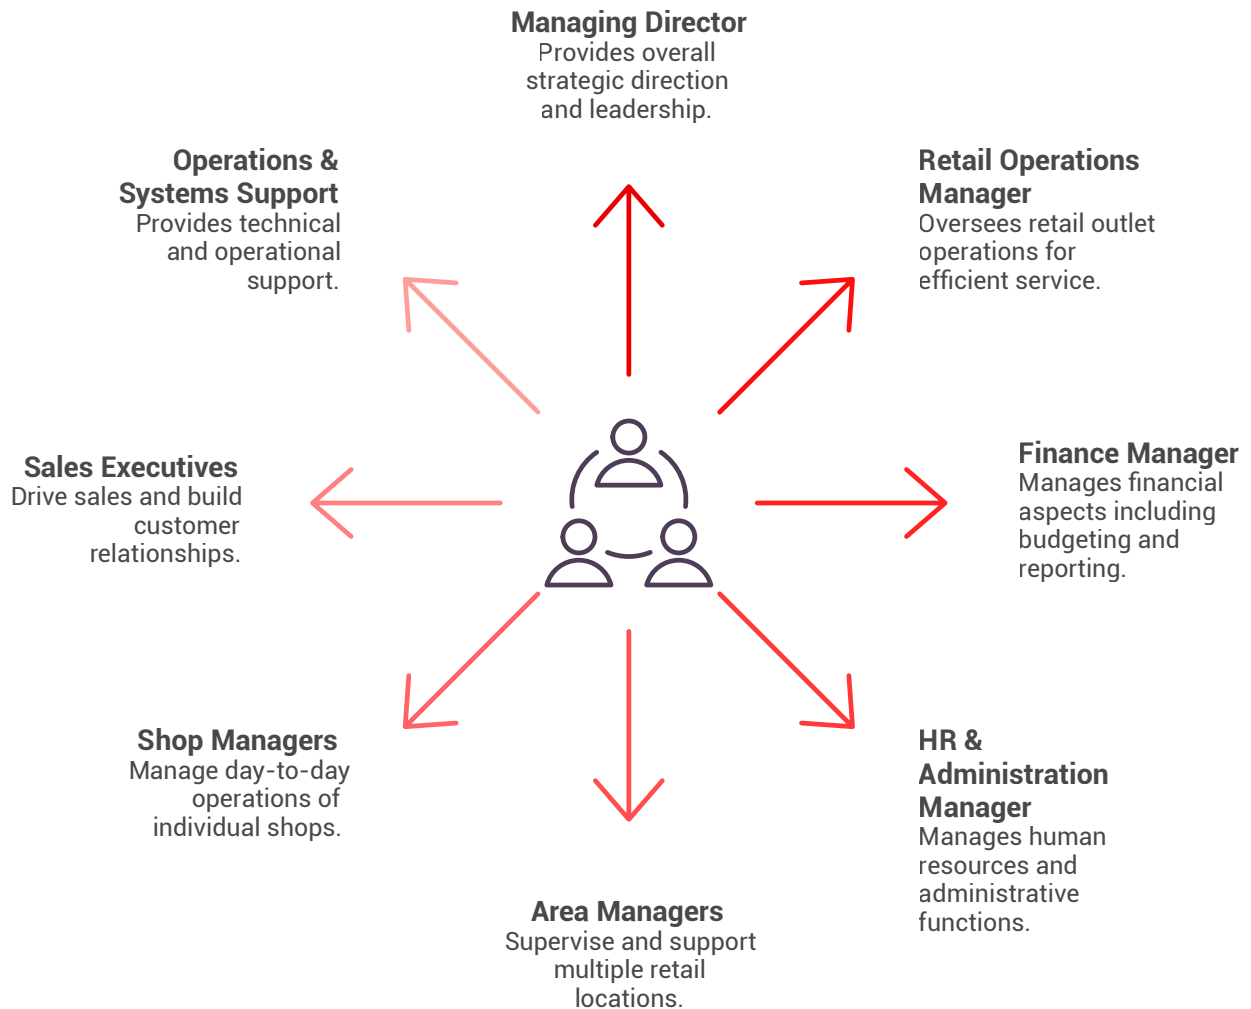 Managing Director
Provides overall
strategic direction
and leadership.
Retail Operations
Manager
Oversees retail outlet
operations for
efficient service.
Finance Manager
Manages financial
aspects including
budgeting and
reporting.
HR &
Administration
Manager
Manages human
resources and
administrative
functions.
Area Managers
Supervise and support
multiple retail
locations.
Shop Managers
Manage day-to-day
operations of
individual shops.
Sales Executives
Drive sales and build
customer
relationships.
Operations &
Systems Support
Provides technical
and operational
support.